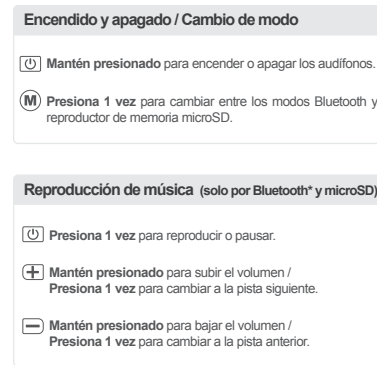 Encendido y apagado / Cambio de modo
Mantén presionado para encender o apagar los audífonos.
M Presiona 1 vez para cambiar entre los modos Bluetooth y
reproductor de memoria microSD.
Reproducción de música (solo por Bluetooth* y microSD)
Presiona 1 vez para reproducir o pausar.
+ Mantén presionado para subir el volumen /
Presiona 1 vez para cambiar a la pista siguiente.
− Mantén presionado para bajar el volumen /
Presiona 1 vez para cambiar a la pista anterior.